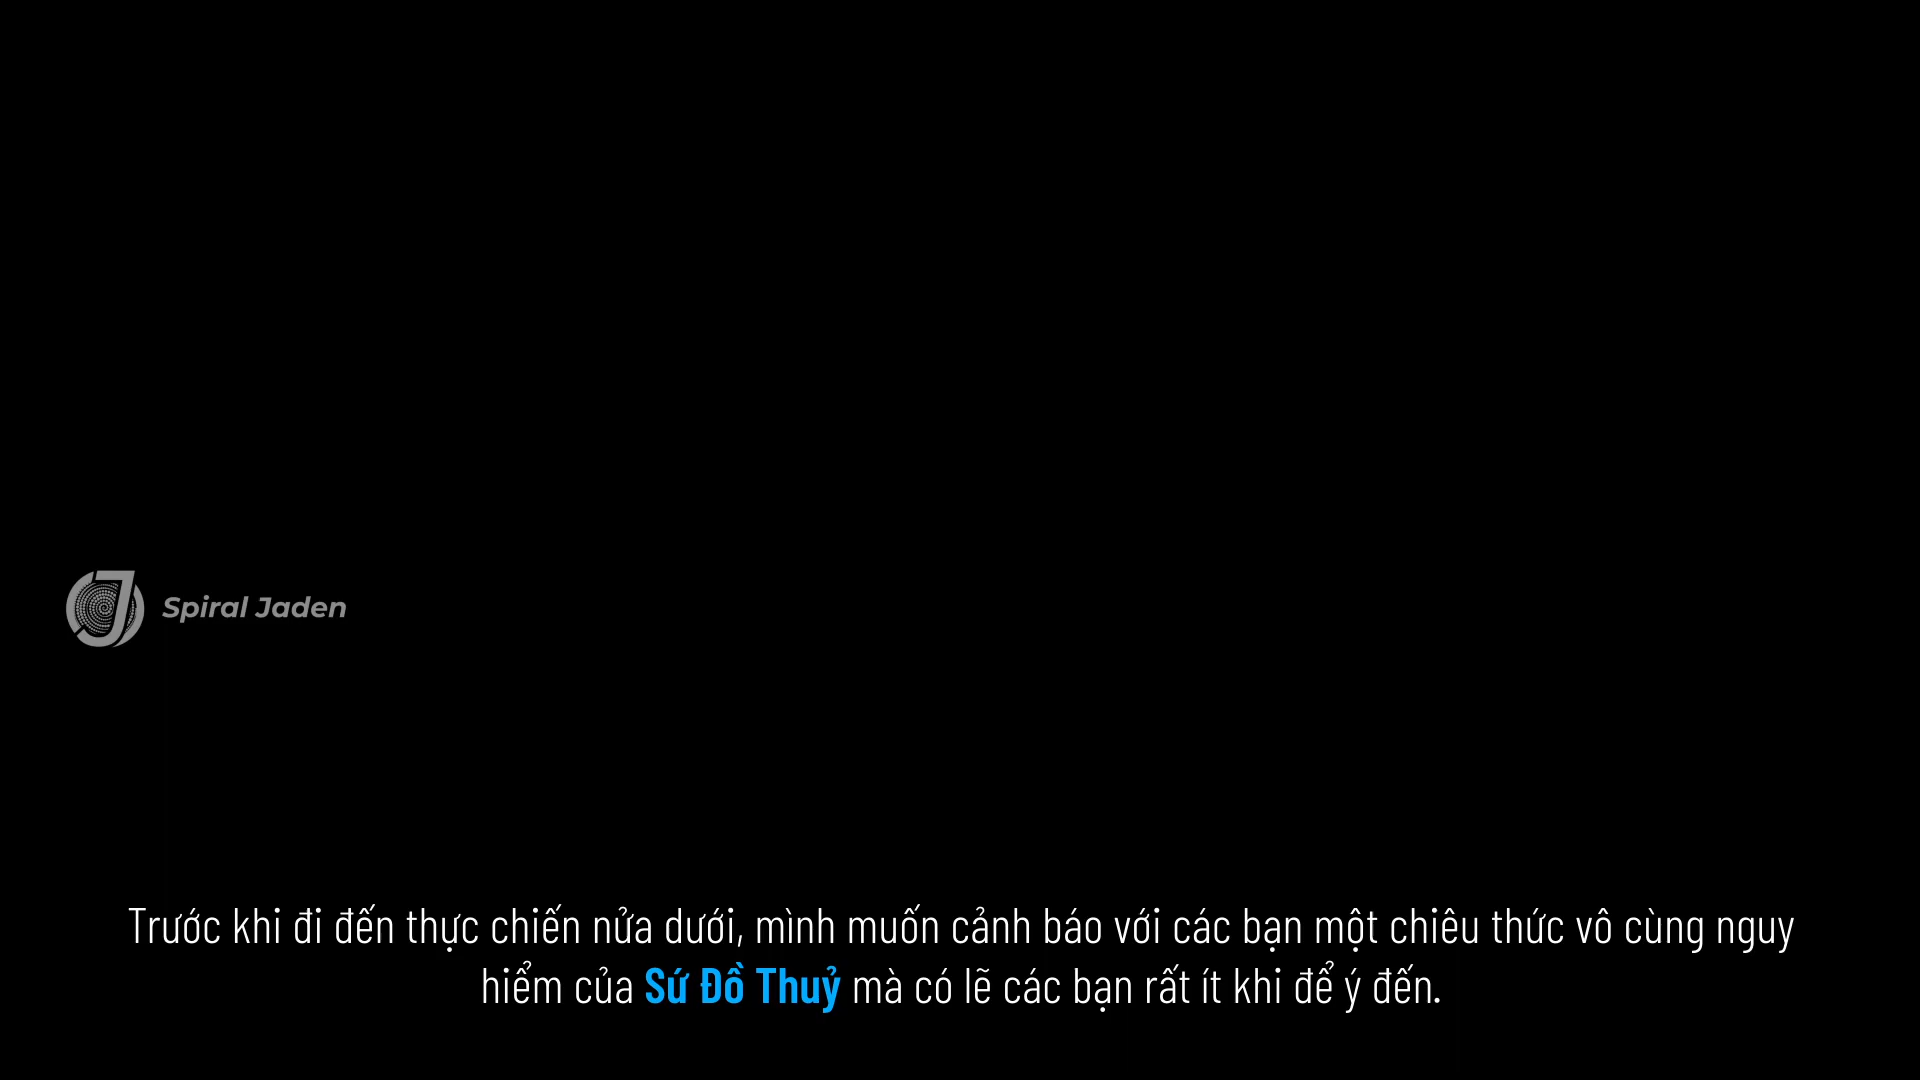 Spiral Jaden
Trước khi đi đến thực chiến nửa dưới, mình muốn cảnh báo với các bạn một chiêu thức vô cùng nguy
hiểm của Sứ Đồ Thuỷ mà có lẽ các bạn rất ít khi để ý đến.